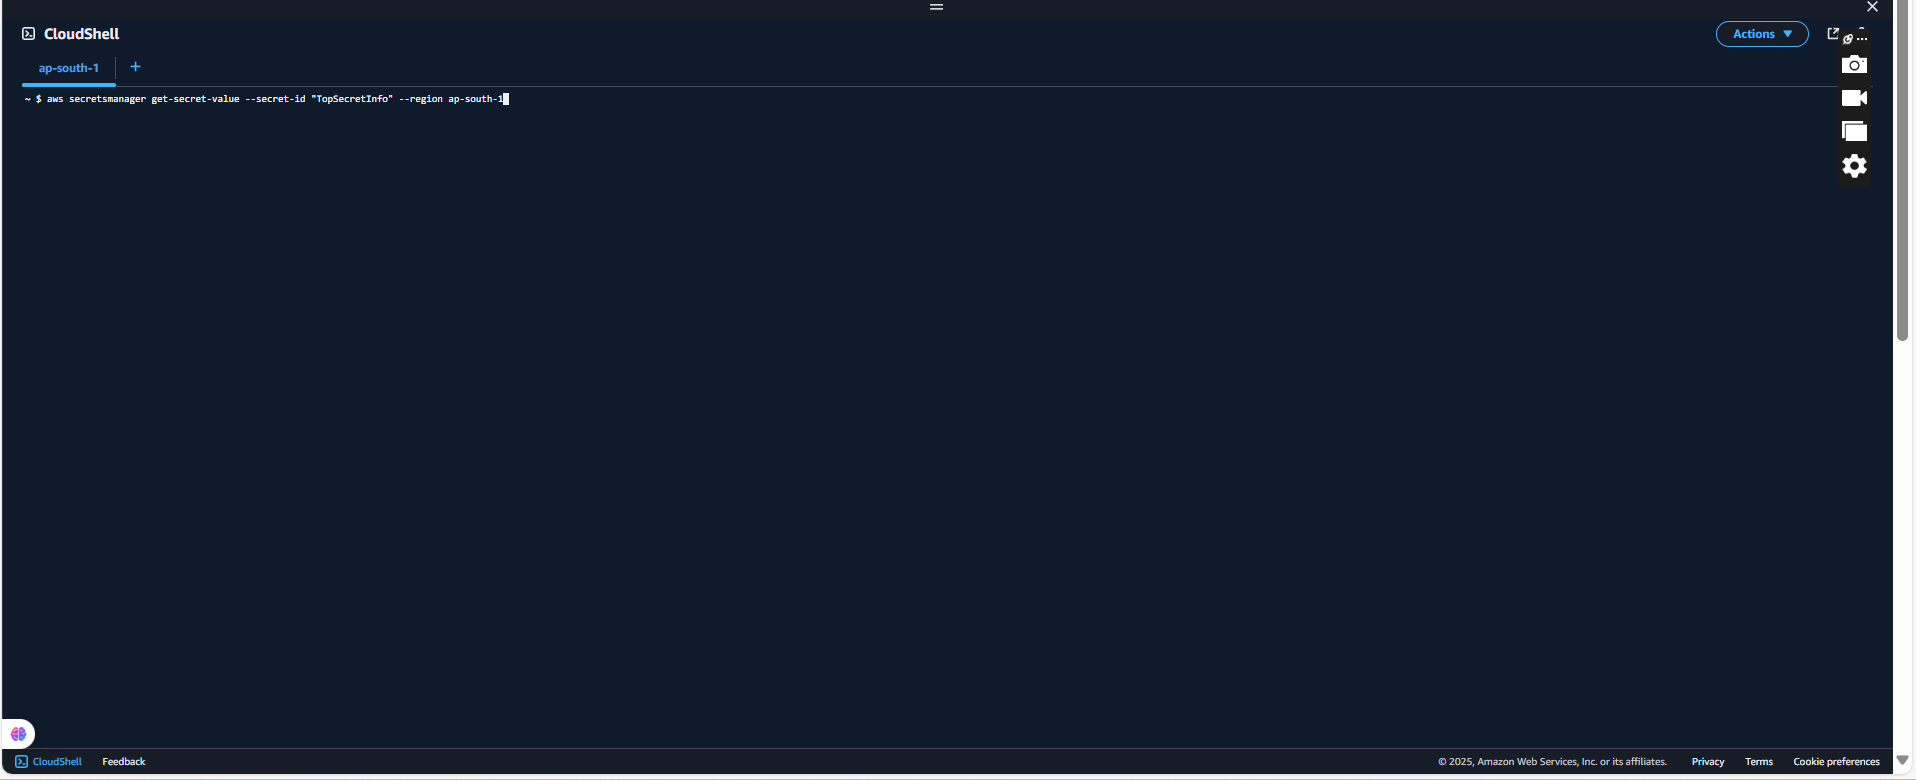 CloudShell
Actions
ap-south-1
~ $ aws secretsmanager get-secret-value --secret-id "TopSecretInfo" --region ap-south-1
CloudShell Feedback © 2025, Amazon Web Services, Inc. or its affiliates. Privacy Terms Cookie preferences